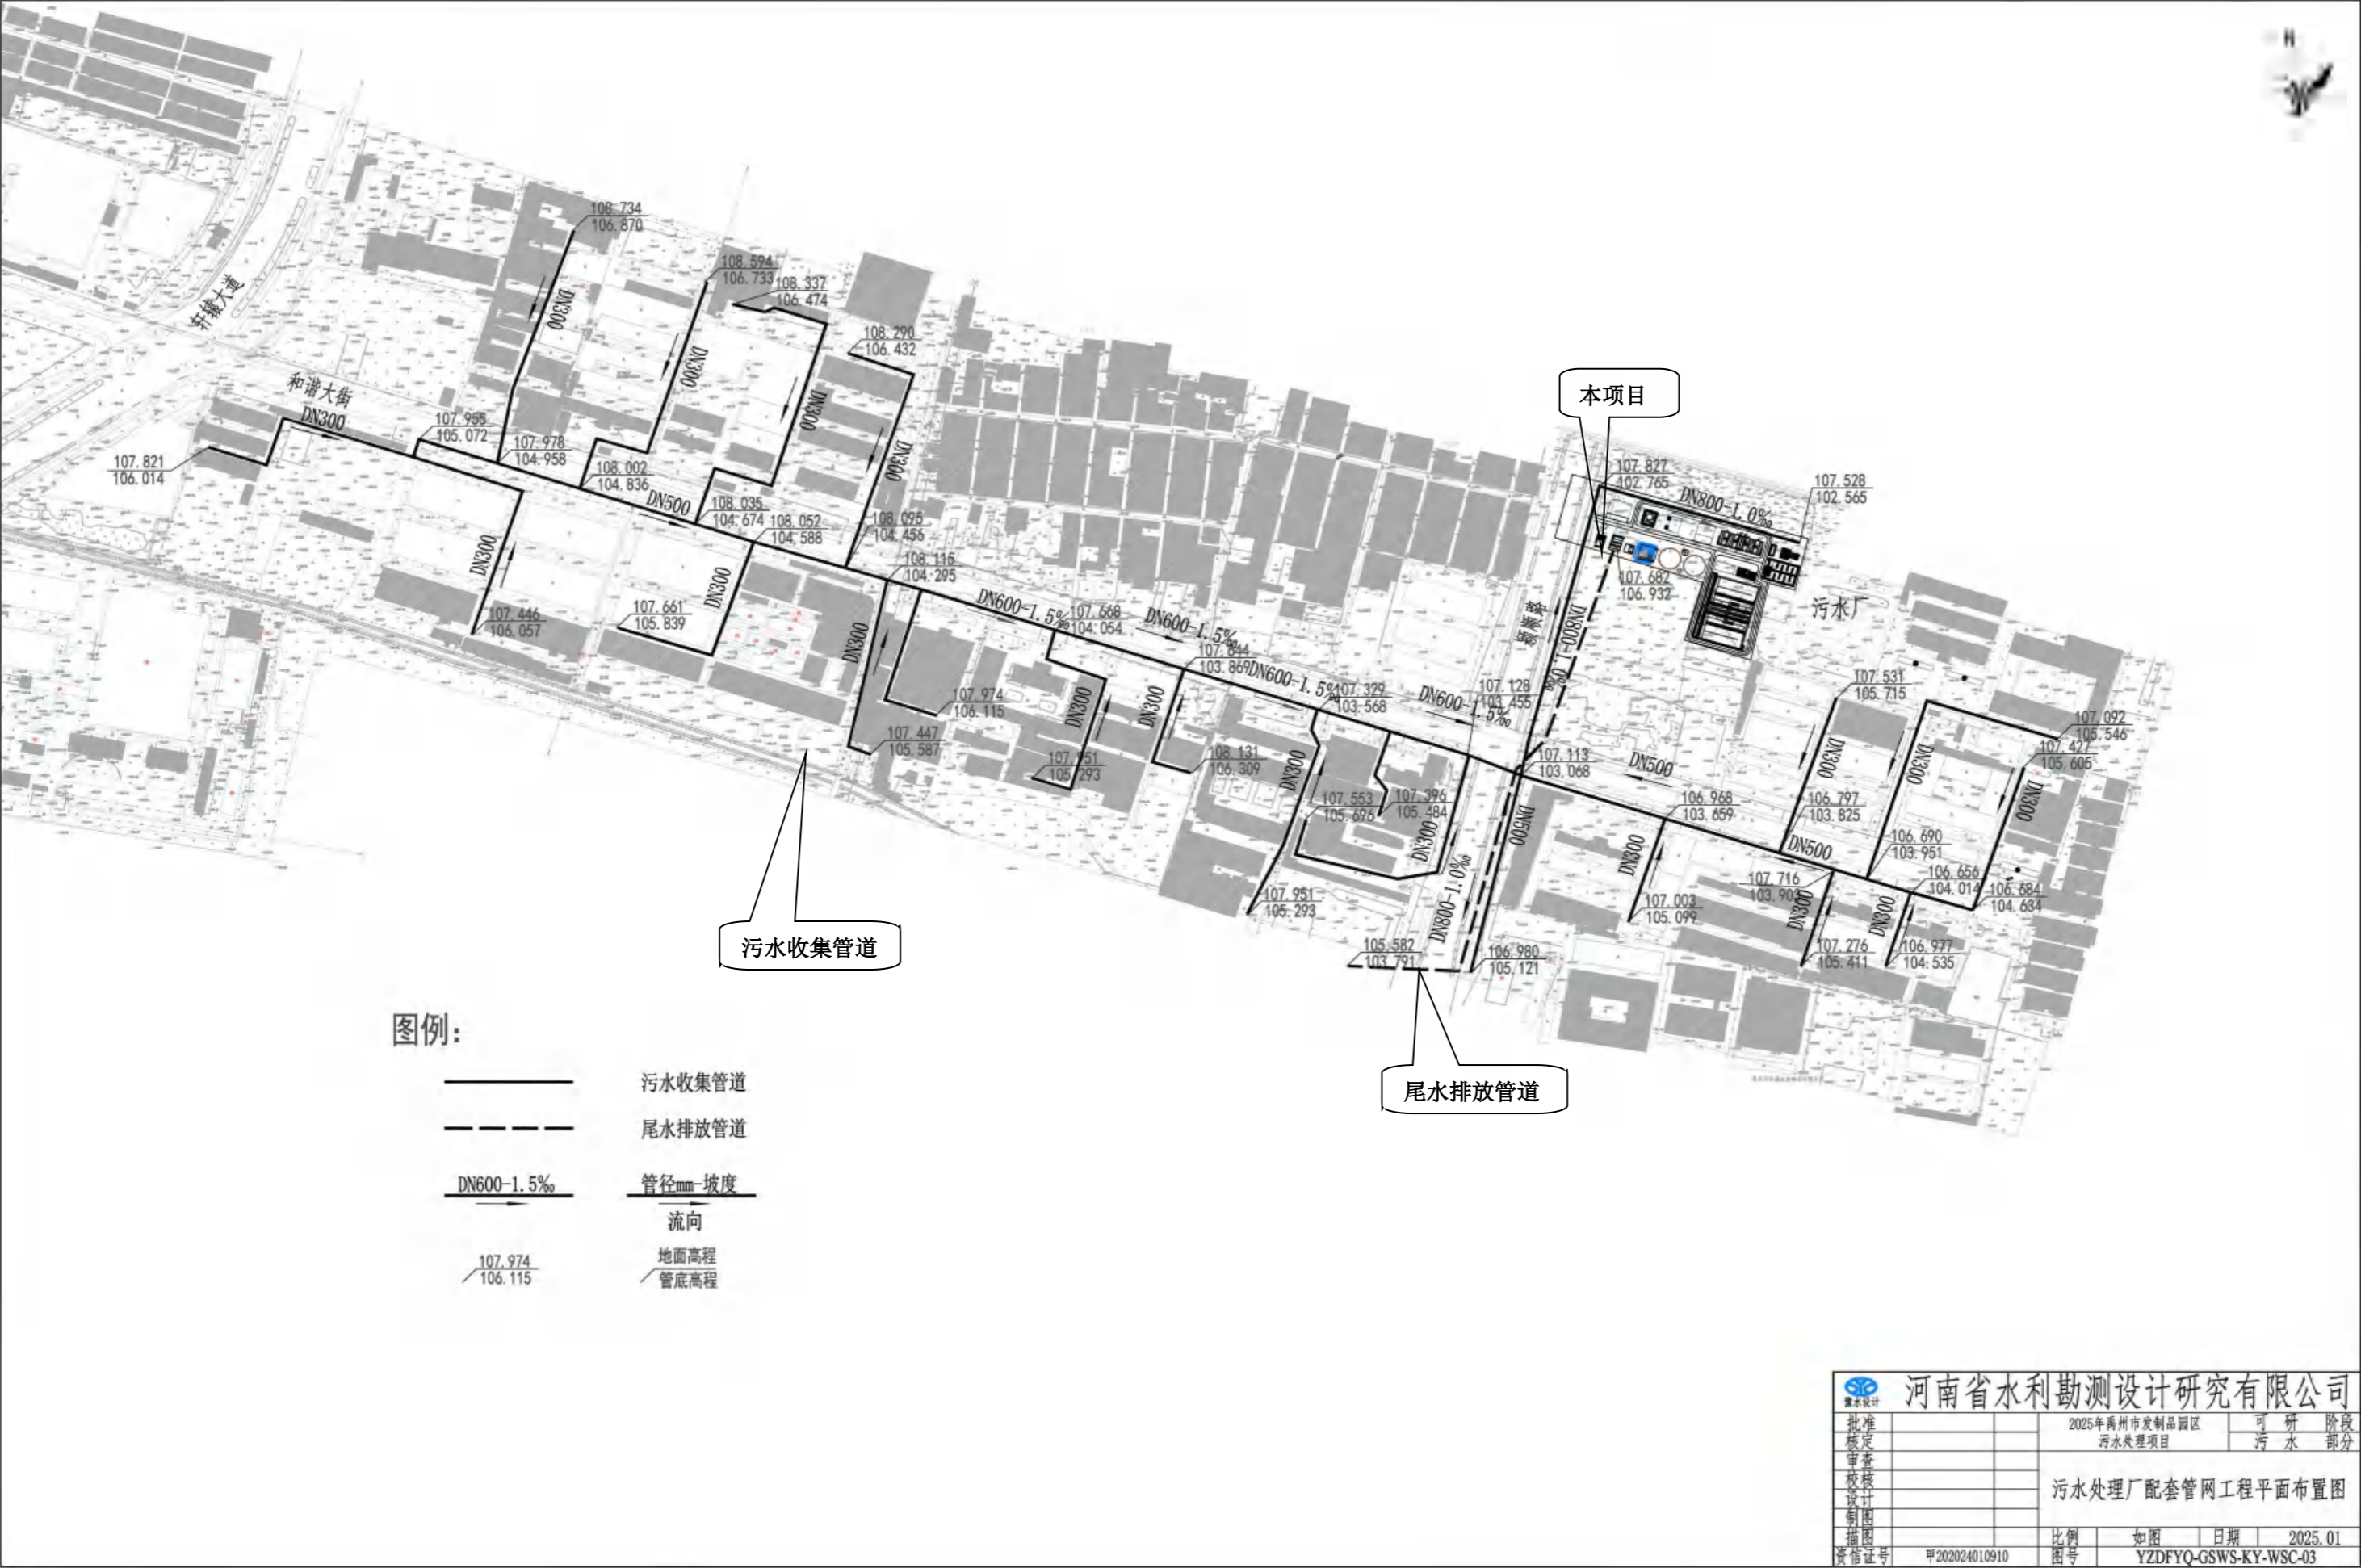 N
108.734
106.870
108.594
106.733
108.337
106.474
108.290
106.432
DN300
DN300
DN300
DN300
和谐大街
DN300
107.955
105.072
107.978
104.958
107.821
106.014
108.002
104.836
DN500
108.035
104.674
108.052
104.588
108.095
104.456
108.115
104.295
DN300
107.446
106.057
107.661
105.839
DN300
DN300
DN600-1.5‰
107.668
104.054
DN600-1.5‰
103.869
DN600-1.5‰
107.329
103.568
DN600-1.5‰
107.128
103.455
本项目
107.827
102.765
DN800-1.0‰
107.528
102.565
107.682
106.932
污水厂
DN800-1.0‰
107.974
106.115
107.447
105.587
DN300
105.293
DN300
108.131
106.309
DN300
107.553
105.696
107.396
105.484
DN300
107.951
105.293
DN800-1.0‰
DN500
107.113
103.068
DN500
107.531
105.715
107.092
105.546
107.427
105.605
DN300
DN300
DN300
106.968
103.659
106.797
103.825
DN500
106.690
103.951
106.656
104.014
106.684
104.634
DN300
107.003
105.099
107.716
103.903
DN300
DN300
107.276
105.411
106.977
104.535
105.582
103.791
106.980
105.121
污水收集管道
尾水排放管道
图例：
污水收集管道
尾水排放管道
DN600-1.5‰ 管径mm-坡度
流向
107.974 地面高程
106.115 管底高程
河南省水利勘测设计研究有限公司
批准 2025年禹州市发制品园区 可 研 阶段
核定 污水处理项目 污 水 部分
审查
校核
设计 污水处理厂配套管网工程平面布置图
制图
描图 比例 如图 日期 2025.01
资信证号 甲202024010910 图号 YZDFYQ-GSWS-KY-WSC-03